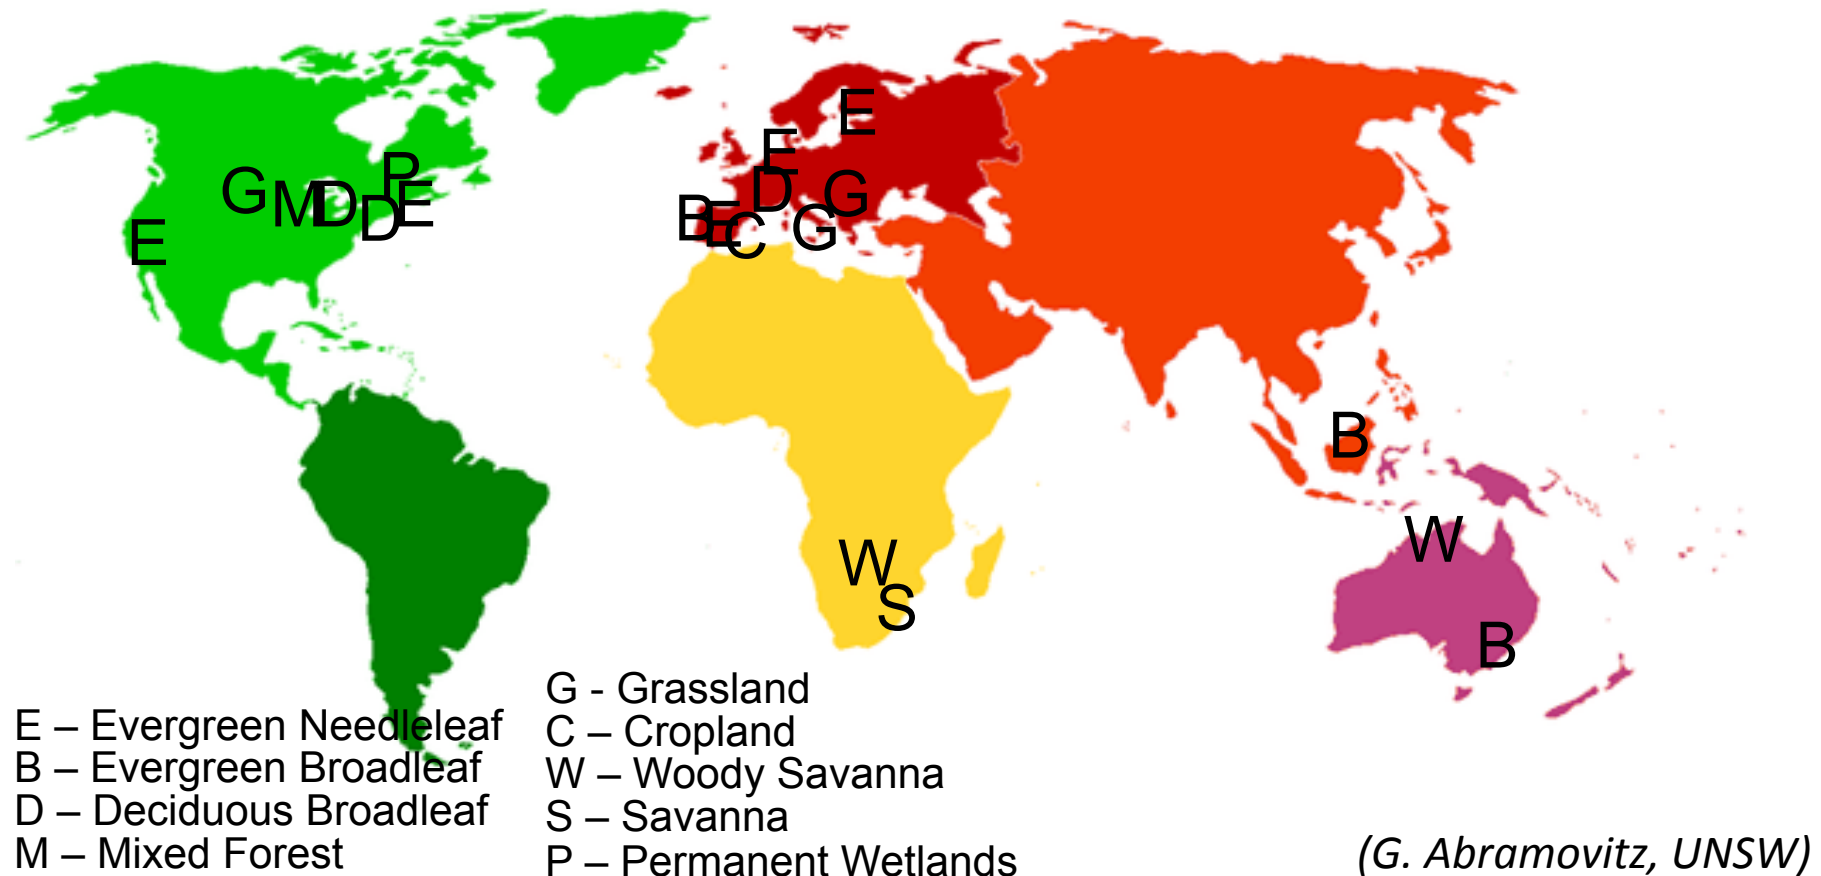 E
E
P
G M D D E
D G
B E C G
E
B
W
W
S
B
E – Evergreen Needleleaf
B – Evergreen Broadleaf
D – Deciduous Broadleaf
M – Mixed Forest
G - Grassland
C – Cropland
W – Woody Savanna
S – Savanna
P – Permanent Wetlands
(G. Abramovitz, UNSW)